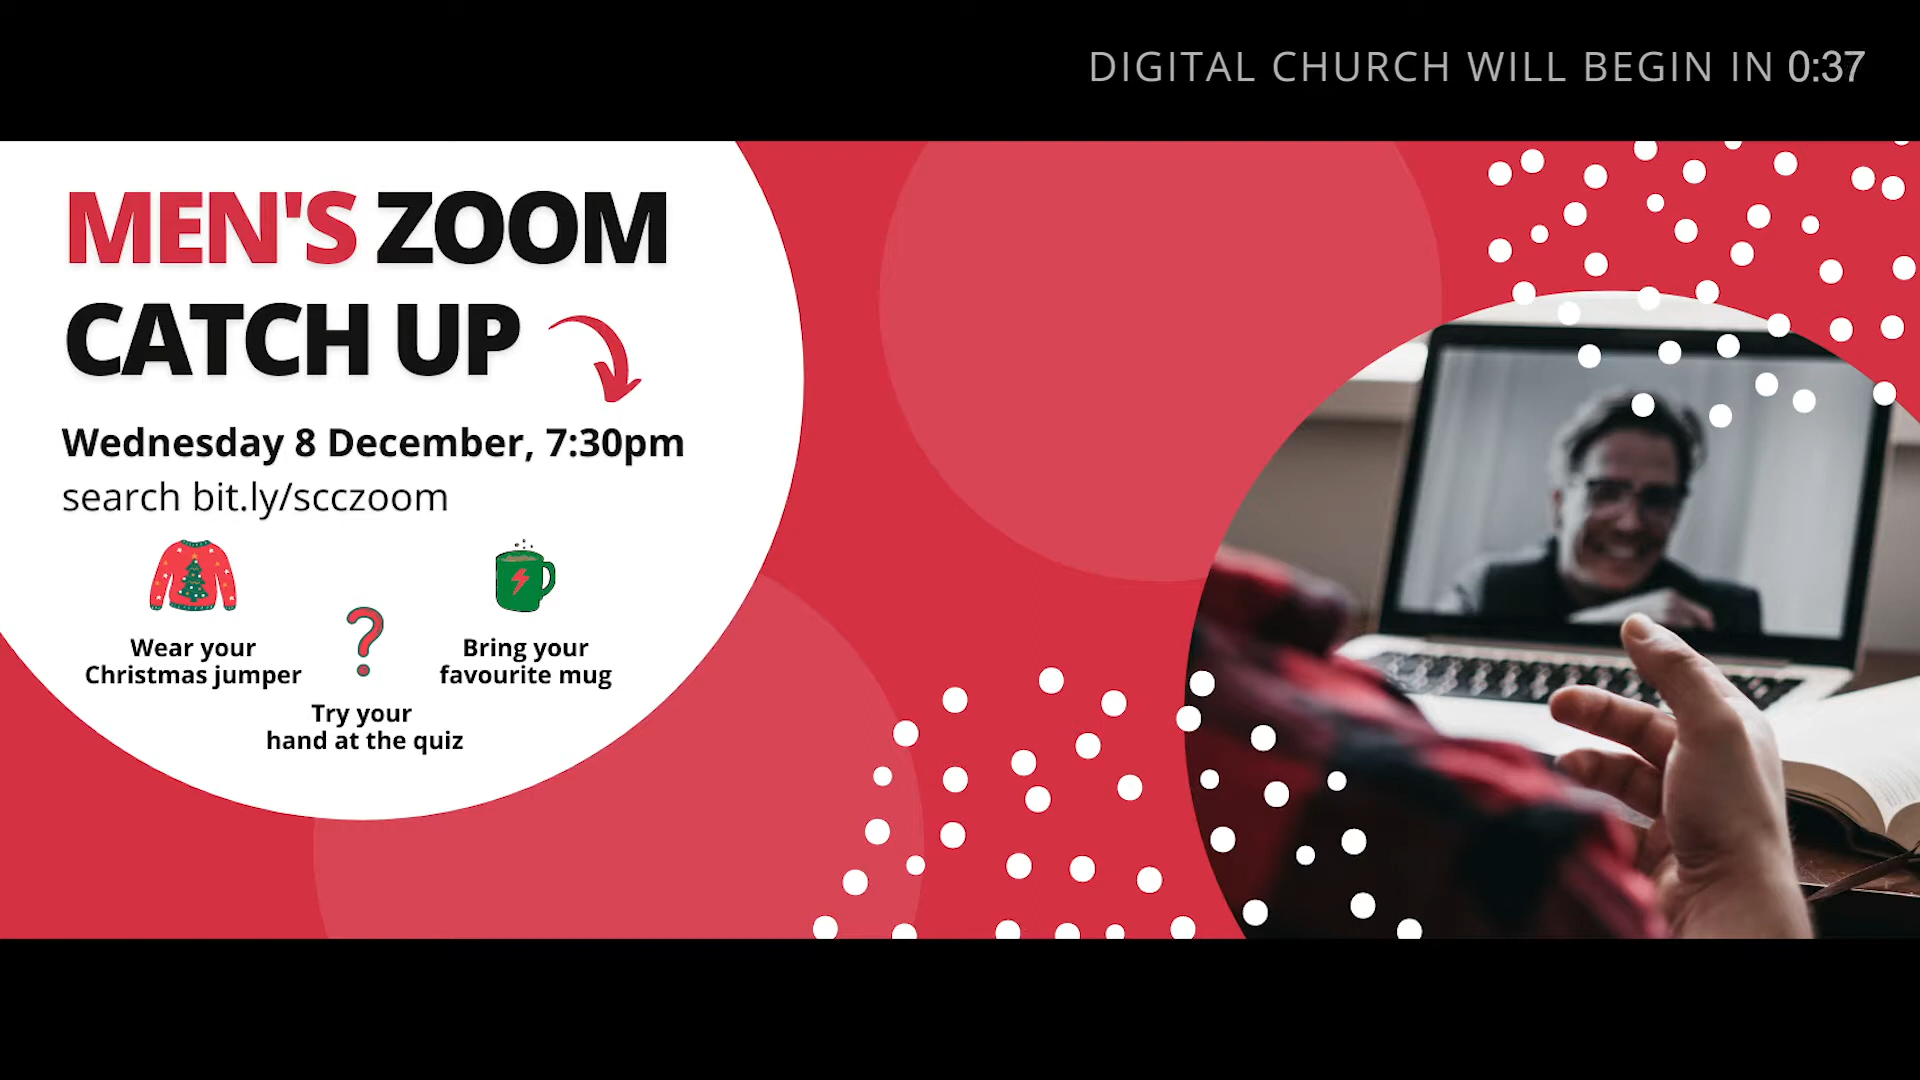 DIGITAL CHURCH WILL BEGIN IN 0:37
MEN'S ZOOM
CATCH UP
Wednesday 8 December, 7:30pm
search bit.ly/scczoom
Wear your
Christmas jumper
Bring your
favourite mug
Try your
hand at the quiz